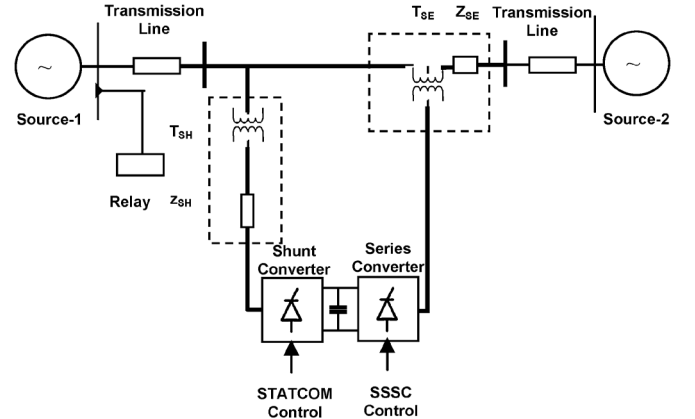 Transmission
Line
T_SE
Z_SE
Transmission
Line
~
~
Source-1
Source-2
T_SH
Relay
Z_SH
Shunt
Converter
Series
Converter
STATCOM
Control
SSSC
Control